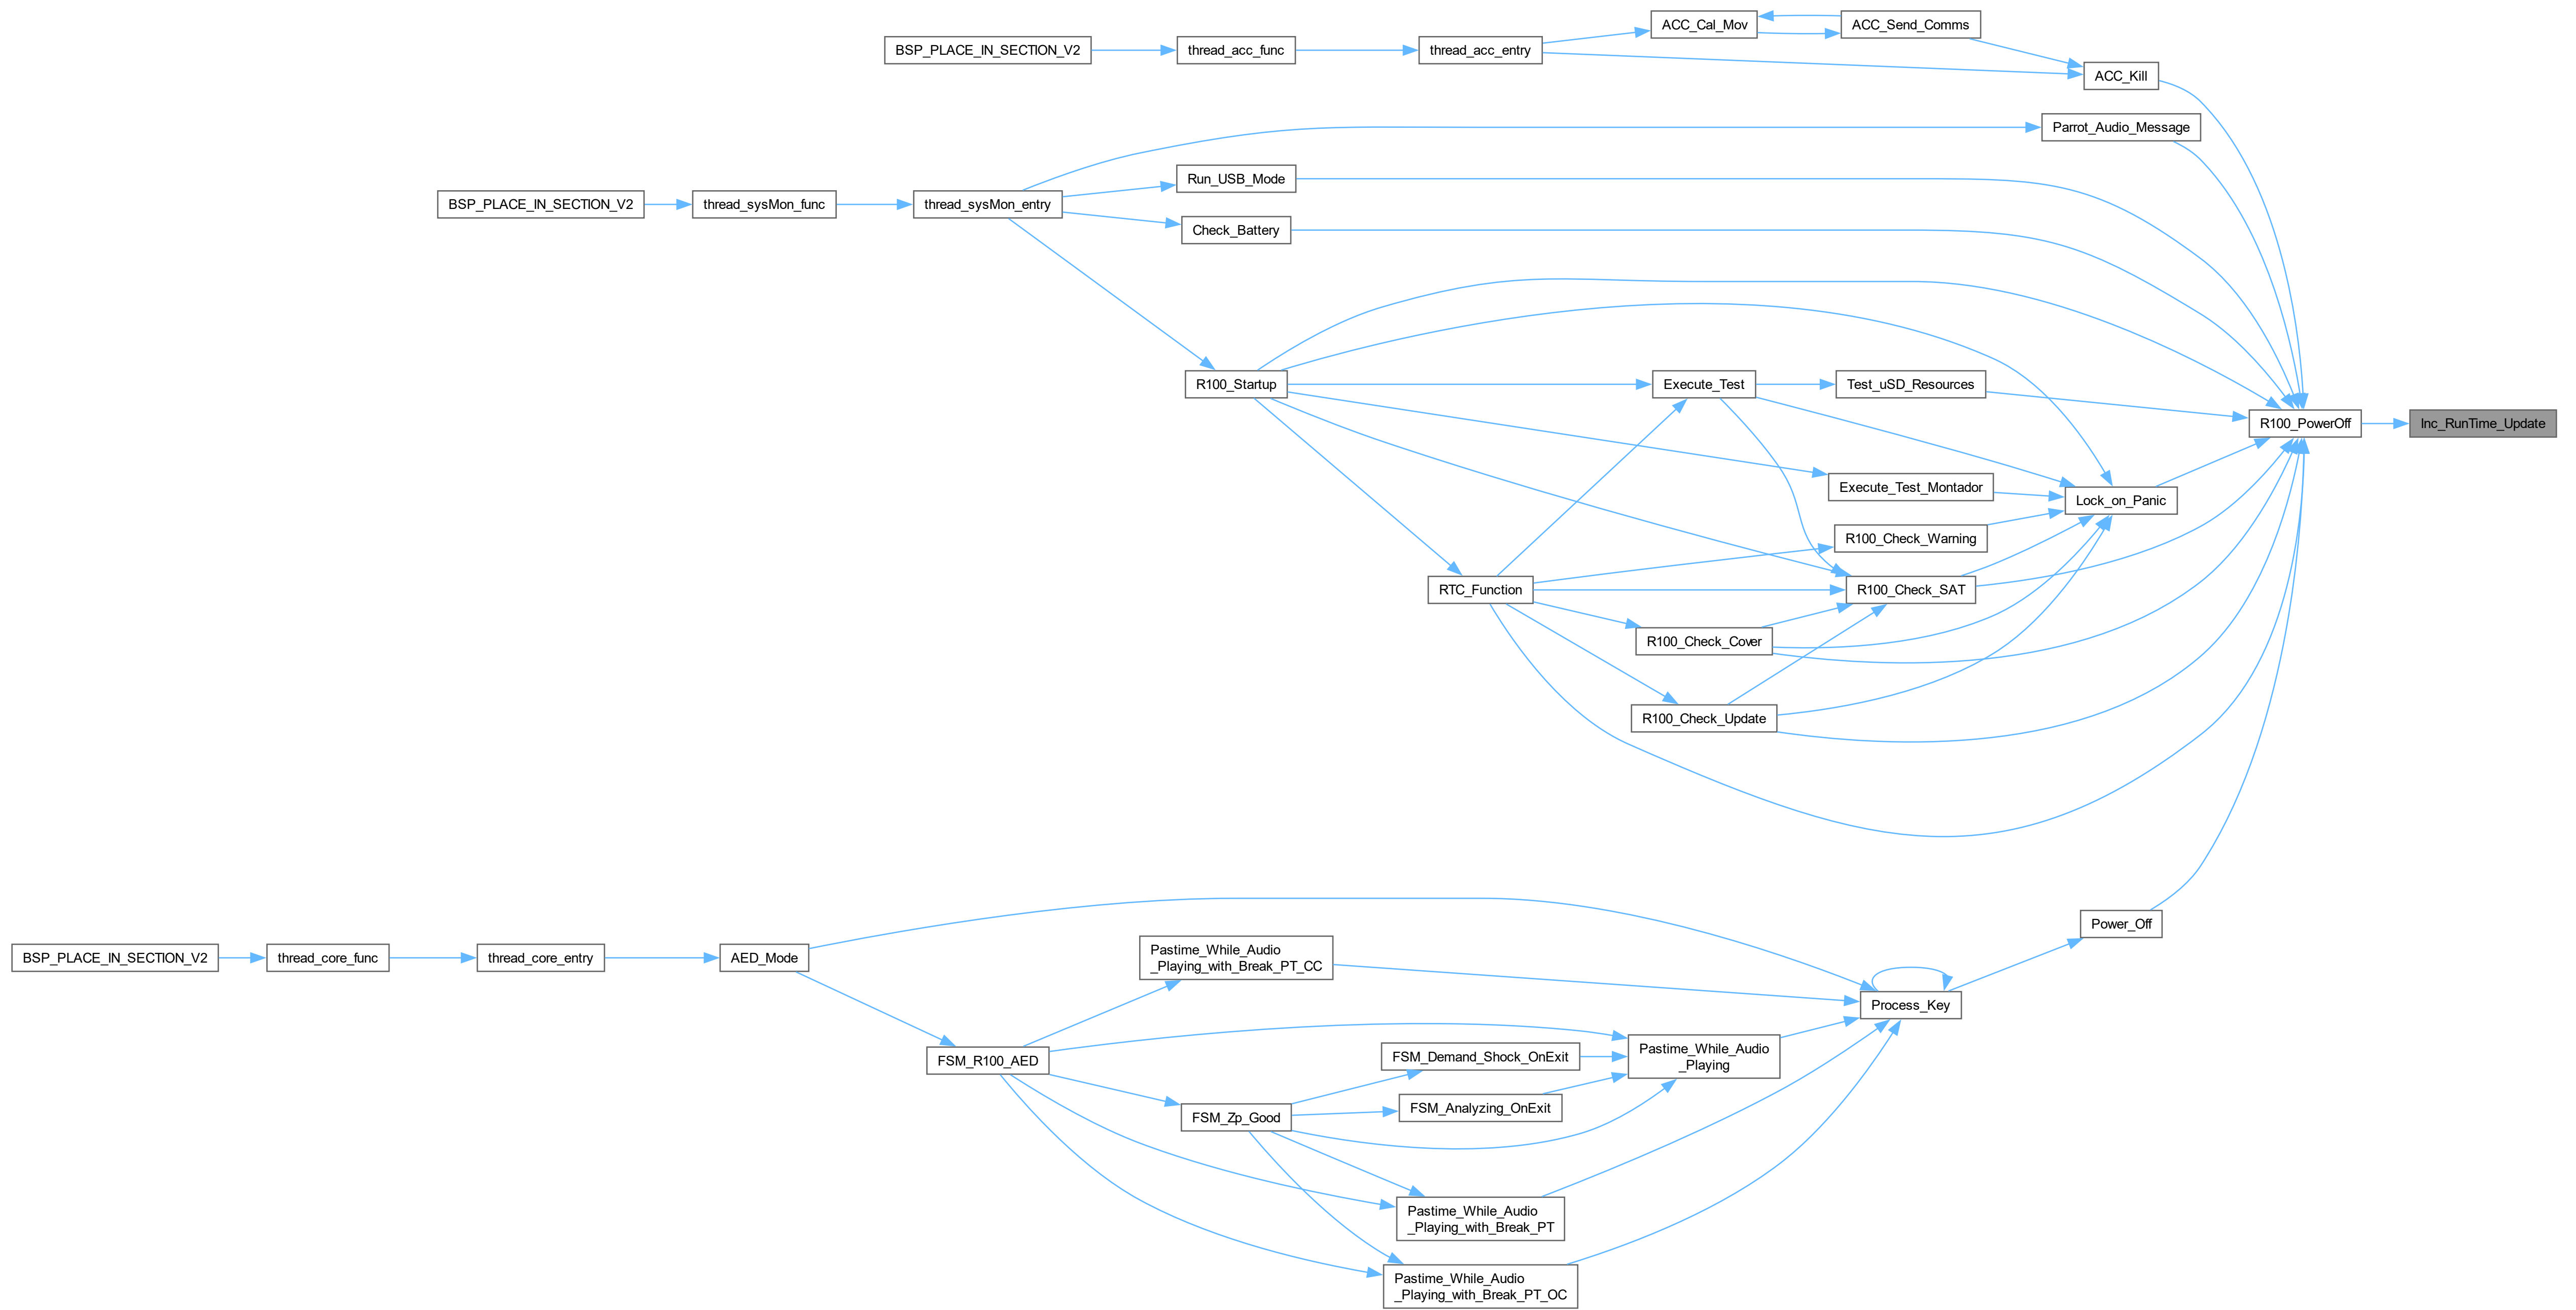 ACC_Cal_Mov
ACC_Send_Comms
BSP_PLACE_IN_SECTION_V2
thread_acc_func
thread_acc_entry
ACC_Kill
Parrot_Audio_Message
Run_USB_Mode
BSP_PLACE_IN_SECTION_V2
thread_sysMon_func
thread_sysMon_entry
Check_Battery
R100_Startup
Execute_Test
Test_uSD_Resources
R100_PowerOff
Inc_RunTime_Update
Execute_Test_Montador
Lock_on_Panic
R100_Check_Warning
RTC_Function
R100_Check_SAT
R100_Check_Cover
R100_Check_Update
Power_Off
BSP_PLACE_IN_SECTION_V2
thread_core_func
thread_core_entry
AED_Mode
Pastime_While_Audio
_Playing_with_Break_PT_CC
Process_Key
FSM_R100_AED
FSM_Demand_Shock_OnExit
Pastime_While_Audio
_Playing
FSM_Zp_Good
FSM_Analyzing_OnExit
Pastime_While_Audio
_Playing_with_Break_PT
Pastime_While_Audio
_Playing_with_Break_PT_OC